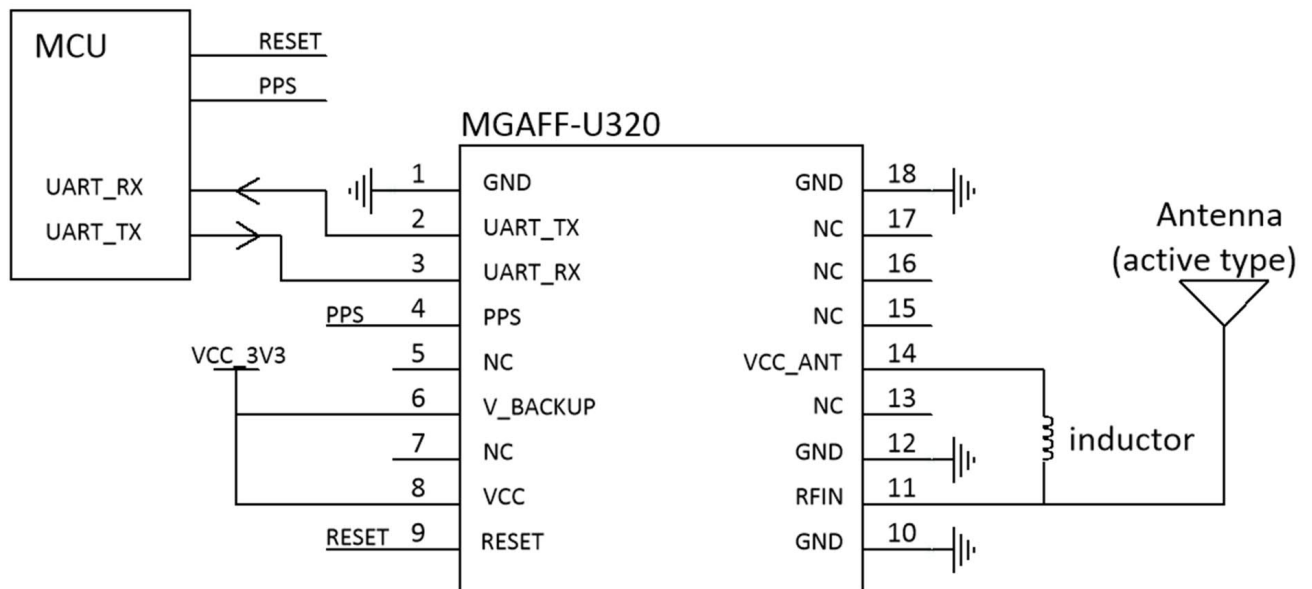 MCU
RESET
PPS
UART_RX
UART_TX
MGAFF-U320
1 GND
2 UART_TX
3 UART_RX
PPS 4 PPS
VCC_3V3
5 NC
6 V_BACKUP
7 NC
8 VCC
RESET 9 RESET
GND 18
NC 17
NC 16
NC 15
VCC_ANT 14
NC 13
GND 12
RFIN 11
GND 10
inductor
Antenna
(active type)